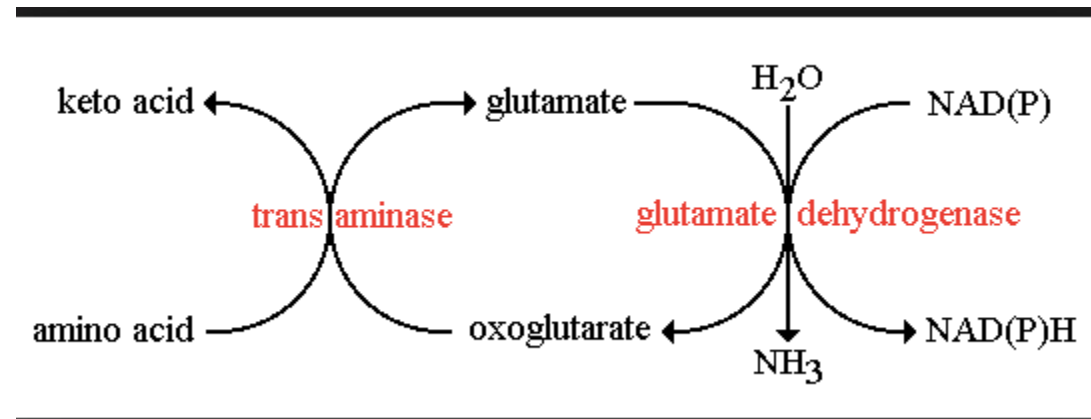 H2O
keto acid glutamate NAD(P)
trans aminase glutamate dehydrogenase
amino acid oxoglutarate NAD(P)H
NH3